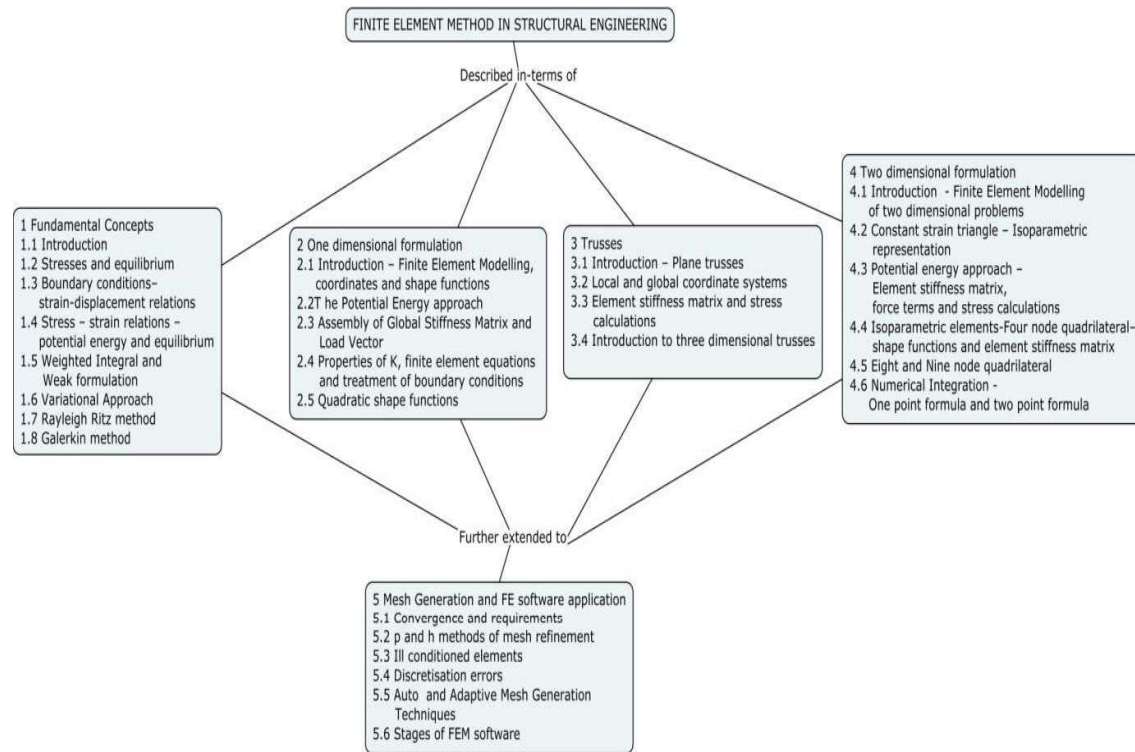 FINITE ELEMENT METHOD IN STRUCTURAL ENGINEERING
Described in-terms of
1 Fundamental Concepts
1.1 Introduction
1.2 Stresses and equilibrium
1.3 Boundary conditions–
strain-displacement relations
1.4 Stress – strain relations –
potential energy and equilibrium
1.5 Weighted Integral and
Weak formulation
1.6 Variational Approach
1.7 Rayleigh Ritz method
1.8 Galerkin method
2 One dimensional formulation
2.1 Introduction – Finite Element Modelling,
coordinates and shape functions
2.2T he Potential Energy approach
2.3 Assembly of Global Stiffness Matrix and
Load Vector
2.4 Properties of K, finite element equations
and treatment of boundary conditions
2.5 Quadratic shape functions
3 Trusses
3.1 Introduction – Plane trusses
3.2 Local and global coordinate systems
3.3 Element stiffness matrix and stress
calculations
3.4 Introduction to three dimensional trusses
4 Two dimensional formulation
4.1 Introduction - Finite Element Modelling
of two dimensional problems
4.2 Constant strain triangle – Isoparametric
representation
4.3 Potential energy approach –
Element stiffness matrix,
force terms and stress calculations
4.4 Isoparametric elements-Four node quadrilateral–
shape functions and element stiffness matrix
4.5 Eight and Nine node quadrilateral
4.6 Numerical Integration -
One point formula and two point formula
Further extended to
5 Mesh Generation and FE software application
5.1 Convergence and requirements
5.2 p and h methods of mesh refinement
5.3 Ill conditioned elements
5.4 Discretisation errors
5.5 Auto and Adaptive Mesh Generation
Techniques
5.6 Stages of FEM software